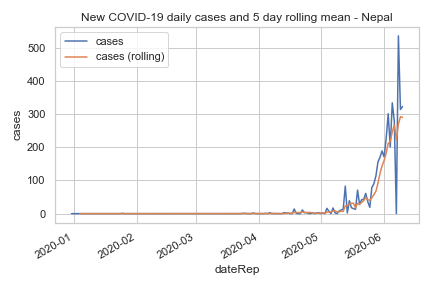 New COVID-19 daily cases and 5 day rolling mean - Nepal
cases
cases (rolling)
500
400
300
200
100
0
cases
2020-01
2020-02
2020-03
2020-04
2020-05
2020-06
dateRep